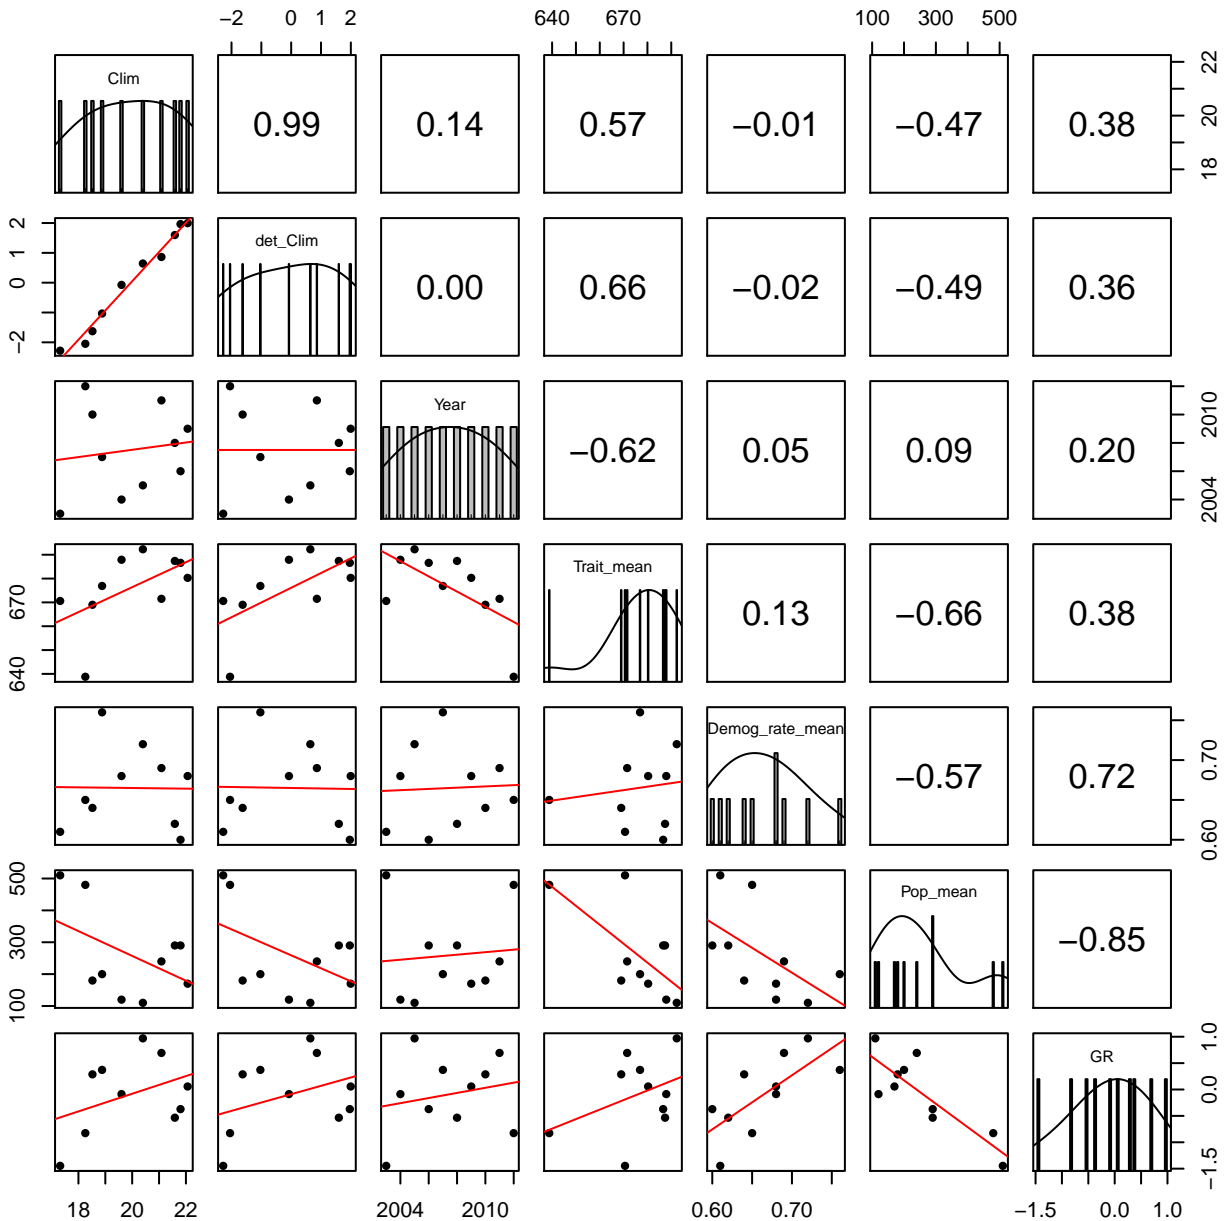 −2 0 1 2 640 670 100 300 500
Clim 0.99 0.14 0.57 −0.01 −0.47 0.38 18 20 22
−2 0 1 2 det_Clim 0.00 0.66 −0.02 −0.49 0.36
Year −0.62 0.05 0.09 0.20 2004 2010
640 670 Trait_mean 0.13 −0.66 0.38
Demog_rate_mean −0.57 0.72 0.60 0.70
100 300 500 Pop_mean −0.85
GR −1.5 0.0 1.0
18 20 22 2004 2010 0.60 0.70 −1.5 0.0 1.0